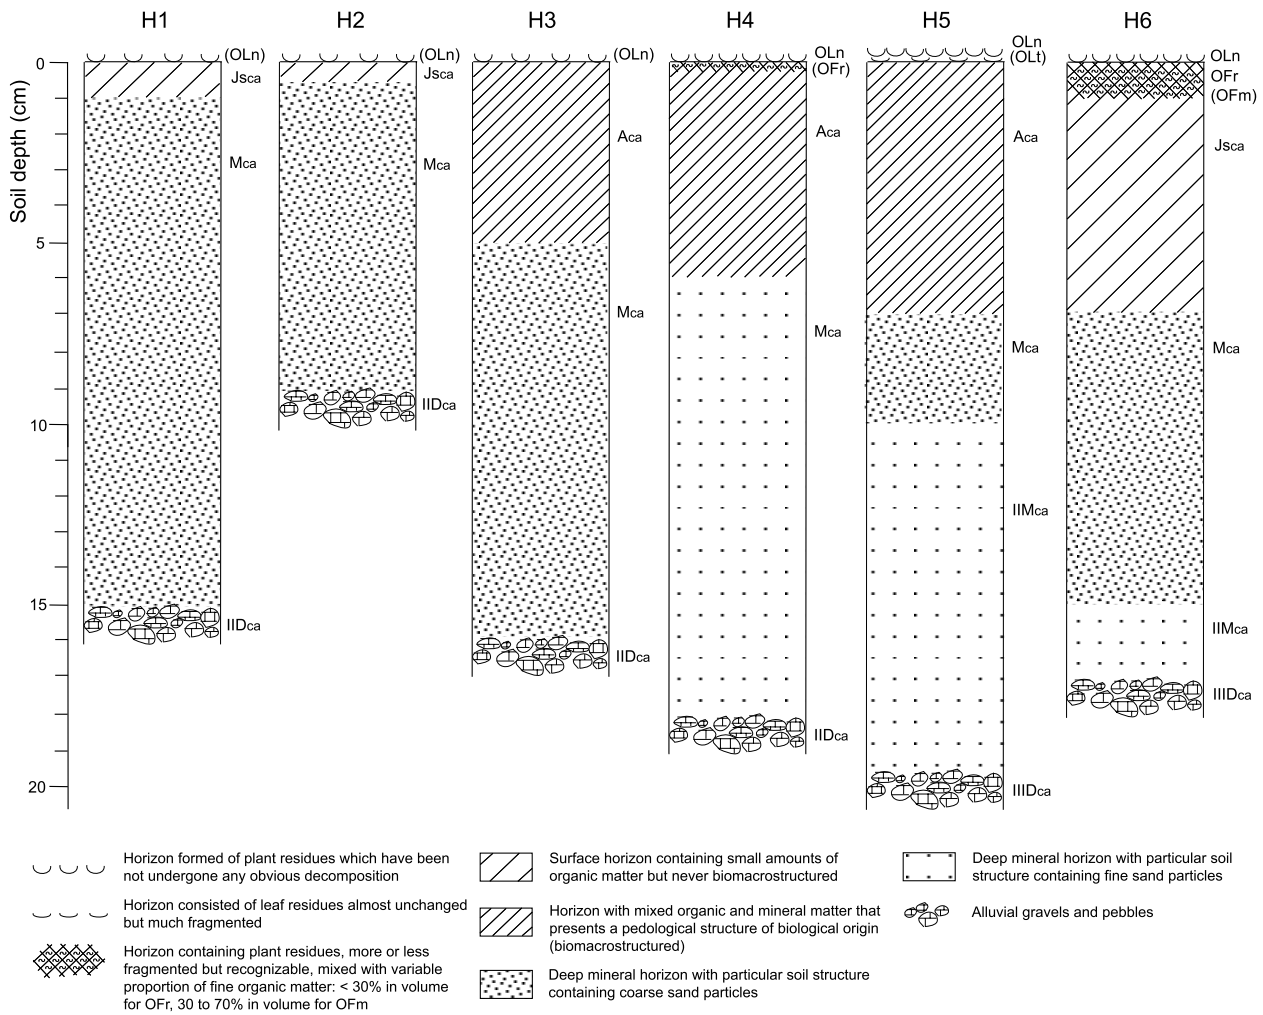 H1 H2 H3 H4 H5 H6
Soil depth (cm)
0
5
10
15
20
(OLn)
Jsca
Mca
IIDca
(OLn)
Jsca
Mca
IIDca
(OLn)
Aca
Mca
IIDca
OLn
(OFr)
Aca
Mca
IIDca
OLn
(OLt)
Aca
Mca
IIMca
IIIDca
OLn
OFr
(OFm)
Jsca
Mca
IIMca
IIIDca
Horizon formed of plant residues which have been
not undergone any obvious decomposition
Horizon consisted of leaf residues almost unchanged
but much fragmented
Horizon containing plant residues, more or less
fragmented but recognizable, mixed with variable
proportion of fine organic matter: < 30% in volume
for OFr, 30 to 70% in volume for OFm
Surface horizon containing small amounts of
organic matter but never biomacrostructured
Horizon with mixed organic and mineral matter that
presents a pedological structure of biological origin
(biomacrostructured)
Deep mineral horizon with particular soil structure
containing coarse sand particles
Deep mineral horizon with particular soil
structure containing fine sand particles
Alluvial gravels and pebbles